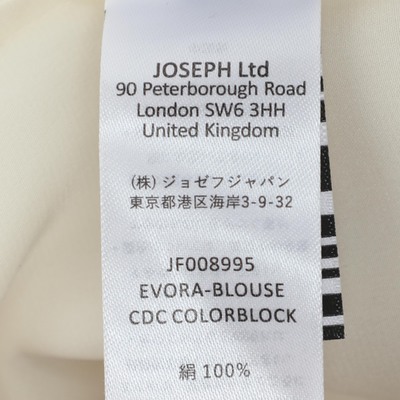 JOSEPH Ltd
90 Peterborough Road
London SW6 3HH
United Kingdom
(株) ジョゼフジャパン
東京都港区海岸3-9-32
JF008995
EVORA-BLOUSE
CDC COLORBLOCK
絹 100%